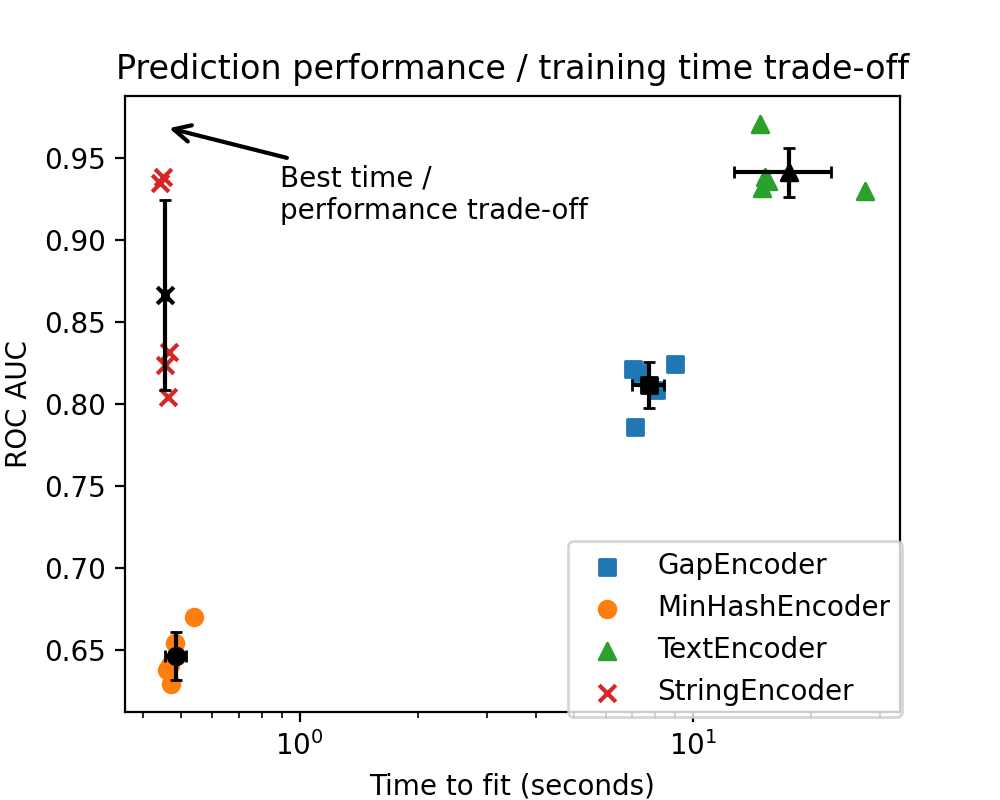 Prediction performance / training time trade-off
0.95
0.90
0.85
0.80
0.75
0.70
0.65
ROC AUC
Best time /
performance trade-off
GapEncoder
MinHashEncoder
TextEncoder
StringEncoder
10⁰
10¹
Time to fit (seconds)